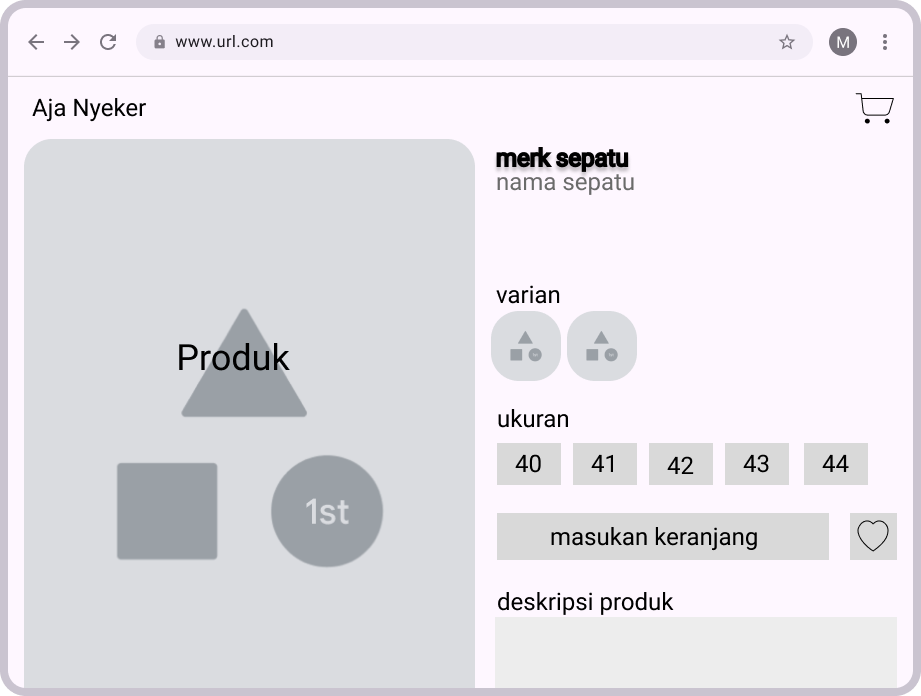 www.url.com
M
Aja Nyeker
merk sepatu
nama sepatu
Produk
1st
varian
ukuran
40 41 42 43 44
masukan keranjang
deskripsi produk